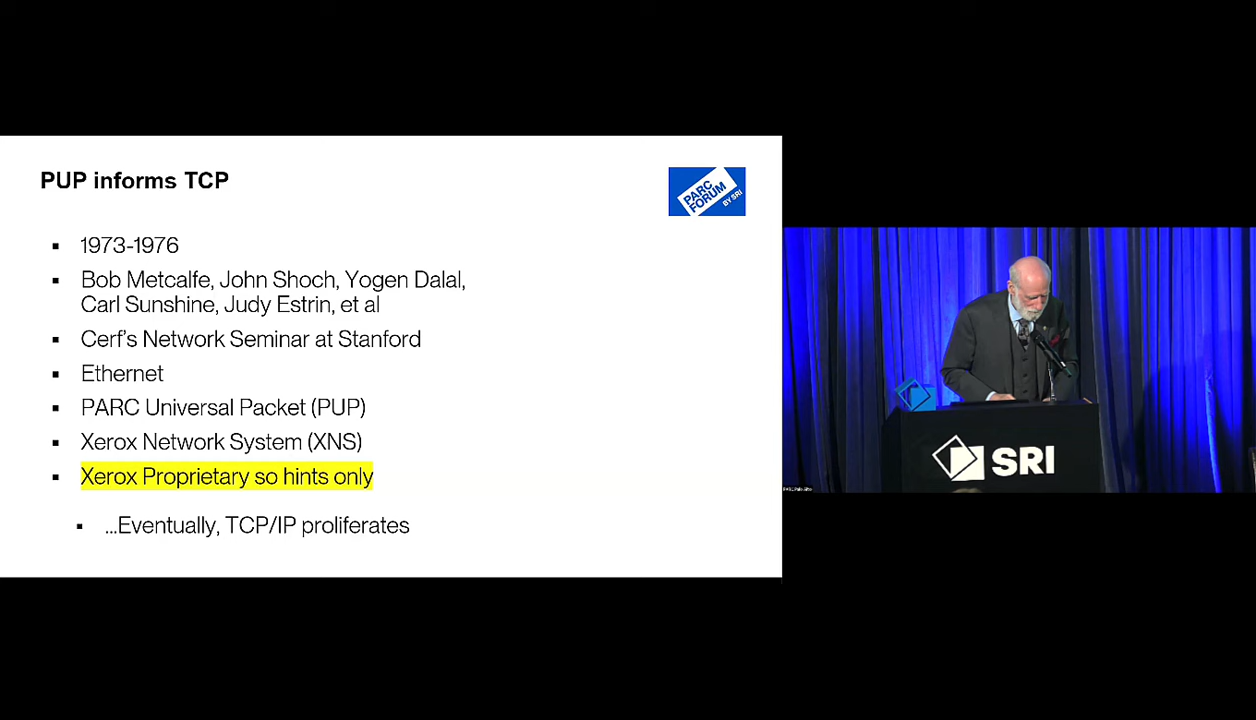 PUP informs TCP
PARC
FORUM
BY SRI
▪ 1973-1976
▪ Bob Metcalfe, John Shoch, Yogen Dalal,
Carl Sunshine, Judy Estrin, et al
▪ Cerf's Network Seminar at Stanford
▪ Ethernet
▪ PARC Universal Packet (PUP)
▪ Xerox Network System (XNS)
▪ Xerox Proprietary so hints only
▪ ...Eventually, TCP/IP proliferates
SRI